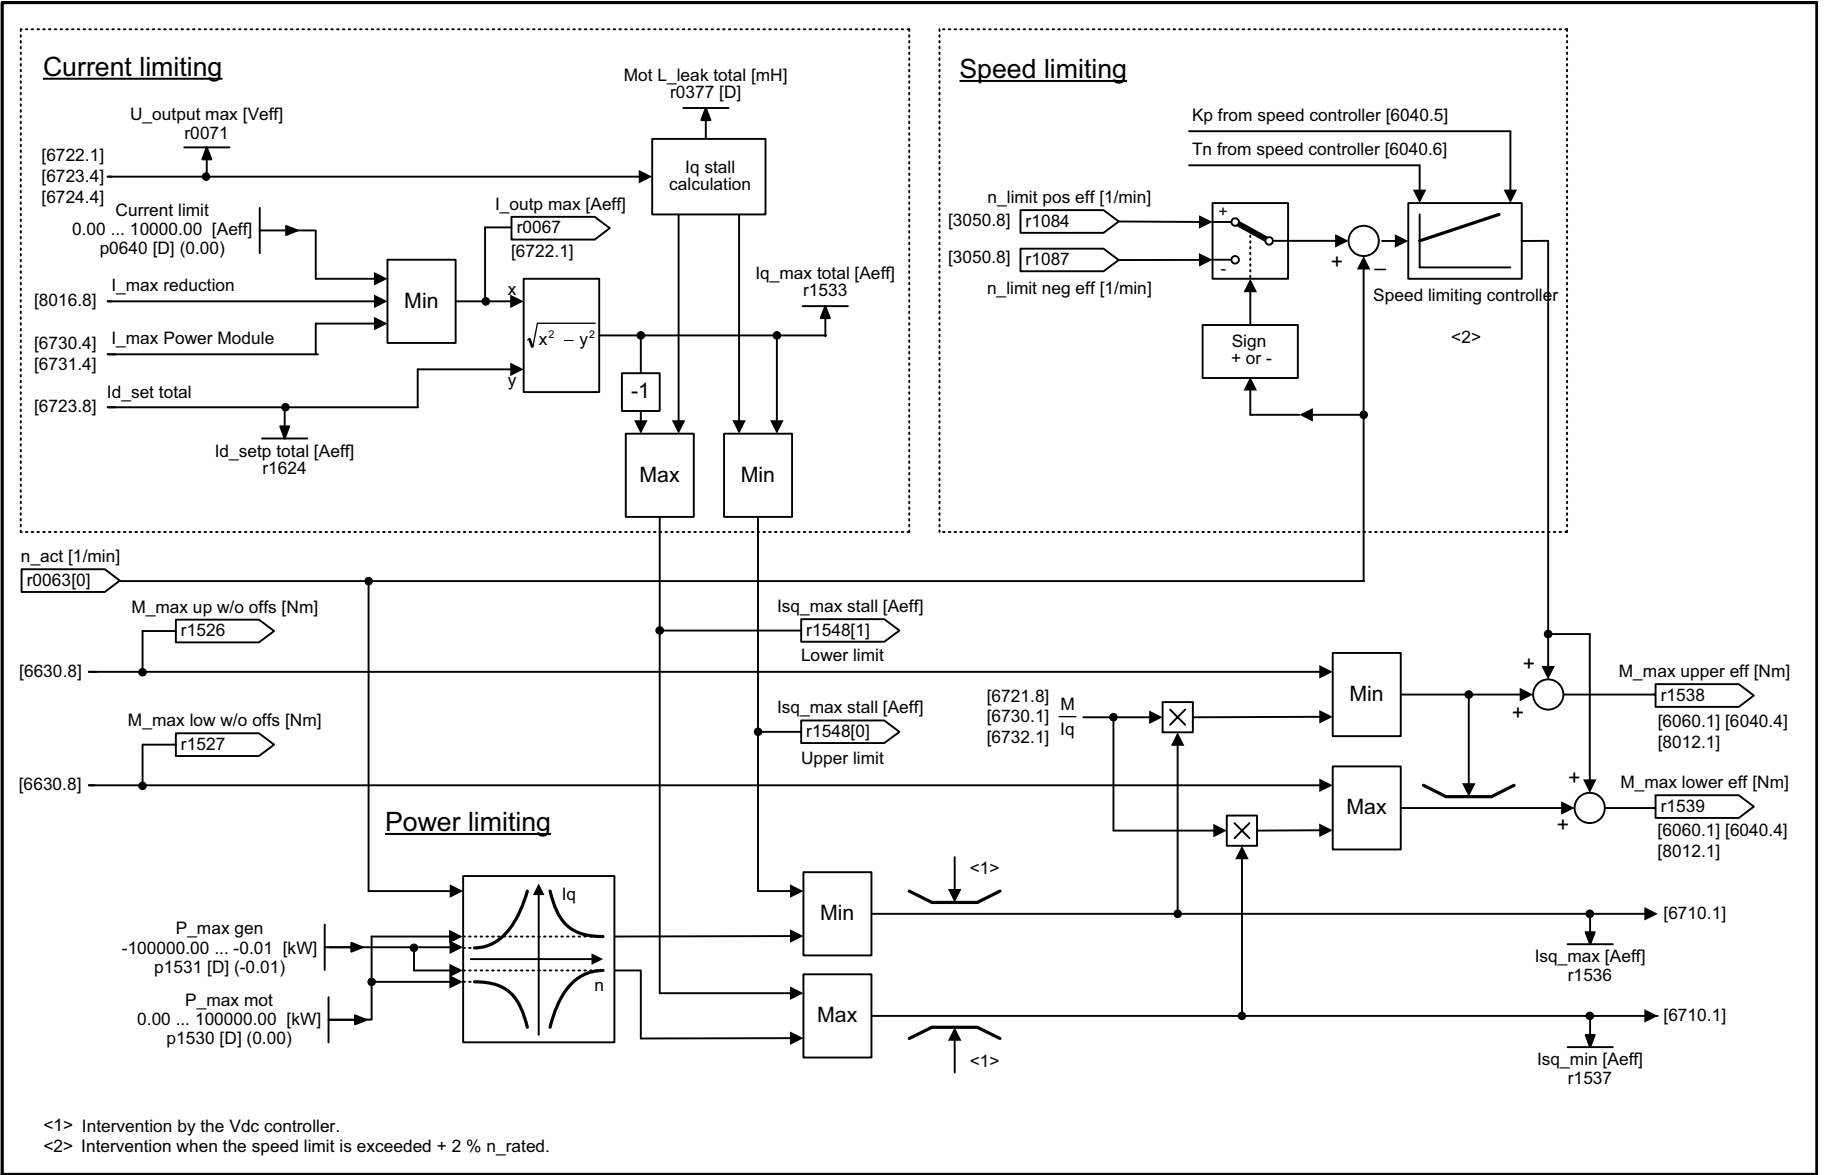 Current limiting
U_output max [Veff]
r0071
[6722.1]
[6723.4]
[6724.4]
Mot L_leak total [mH]
r0377 [D]
Iq stall
calculation
Current limit
0.00 ... 10000.00 [Aeff]
p0640 [D] (0.00)
I_outp max [Aeff]
r0067
[6722.1]
I_max reduction
[8016.8]
I_max Power Module
[6730.4]
[6731.4]
Min
x
√x² – y²
y
Iq_max total [Aeff]
r1533
Id_set total
[6723.8]
Id_setp total [Aeff]
r1624
-1
Max
Min
Speed limiting
Kp from speed controller [6040.5]
Tn from speed controller [6040.6]
n_limit pos eff [1/min]
[3050.8]
r1084
[3050.8]
r1087
n_limit neg eff [1/min]
+
-
+
–
Sign
+ or -
Speed limiting controller
<2>
n_act [1/min]
r0063[0]
M_max up w/o offs [Nm]
r1526
[6630.8]
M_max low w/o offs [Nm]
r1527
[6630.8]
Isq_max stall [Aeff]
r1548[1]
Lower limit
Isq_max stall [Aeff]
r1548[0]
Upper limit
[6721.8]
[6730.1]
[6732.1]
M
Iq
Min
Max
+
+
M_max upper eff [Nm]
r1538
[6060.1] [6040.4]
[8012.1]
+
+
M_max lower eff [Nm]
r1539
[6060.1] [6040.4]
[8012.1]
Power limiting
P_max gen
-100000.00 ... -0.01 [kW]
p1531 [D] (-0.01)
P_max mot
0.00 ... 100000.00 [kW]
p1530 [D] (0.00)
Iq
n
Min
<1>
[6710.1]
Isq_max [Aeff]
r1536
Max
<1>
[6710.1]
Isq_min [Aeff]
r1537
<1> Intervention by the Vdc controller.
<2> Intervention when the speed limit is exceeded + 2 % n_rated.